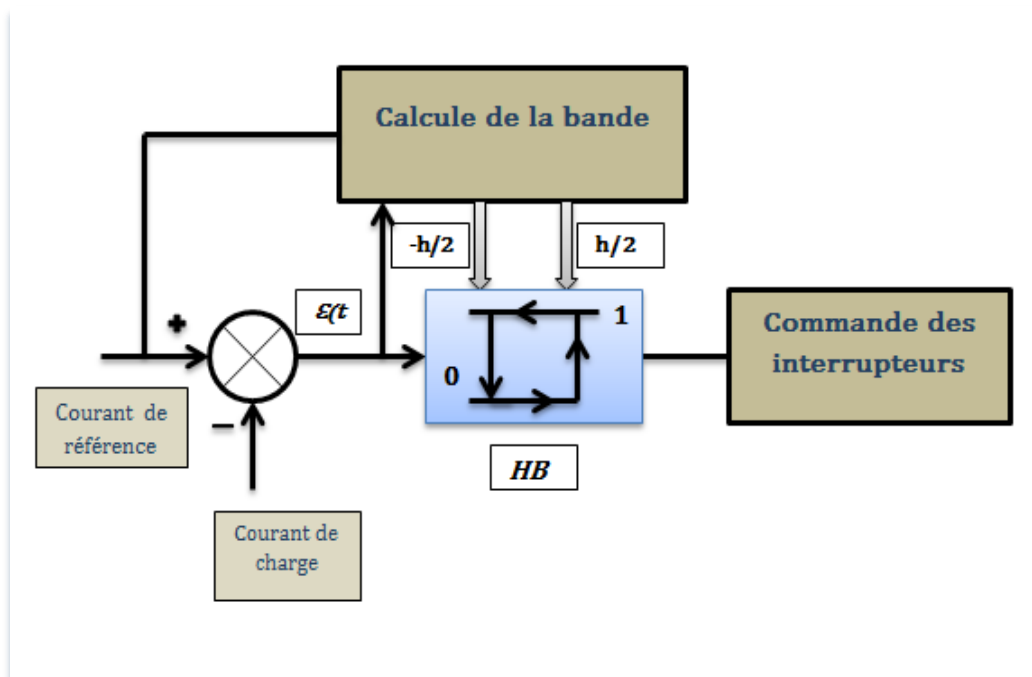 Calcule de la bande
-h/2
h/2
+
ε(t
1
0
Commande des
interrupteurs
Courant de
référence
−
HB
Courant de
charge